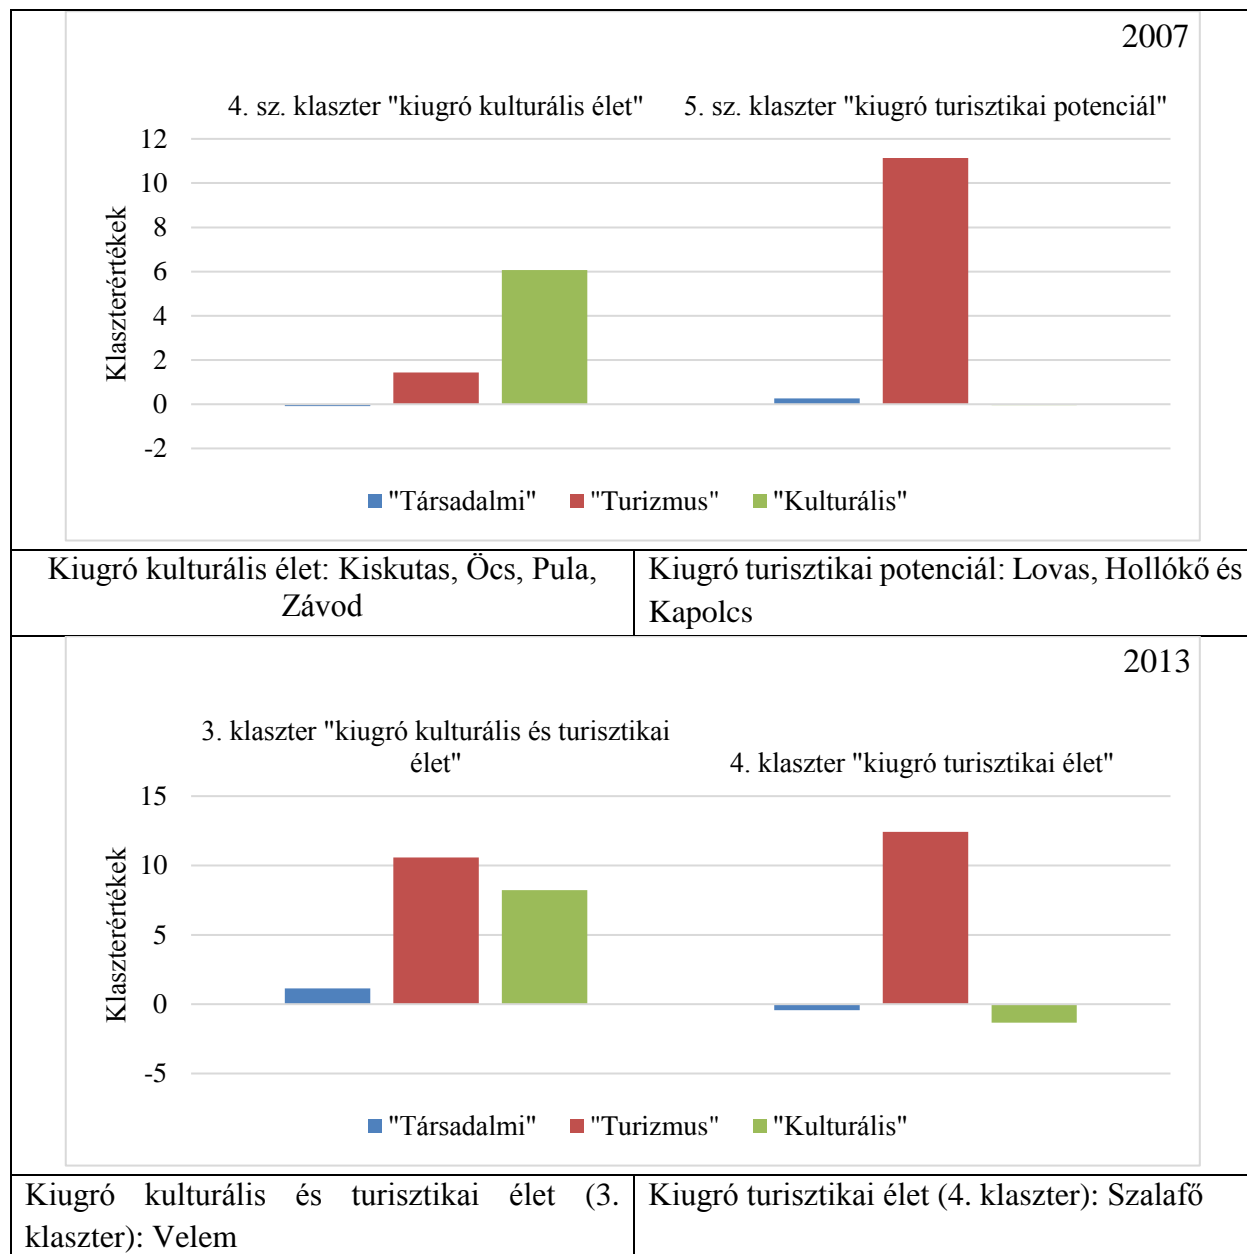 2007
4. sz. klaszter "kiugró kulturális élet"
5. sz. klaszter "kiugró turisztikai potenciál"
12
10
8
6
4
2
0
-2
Klaszterértékek
"Társadalmi" "Turizmus" "Kulturális"
Kiugró kulturális élet: Kiskutas, Öcs, Pula,
Závod
Kiugró turisztikai potenciál: Lovas, Hollókő és
Kapolcs
2013
3. klaszter "kiugró kulturális és turisztikai
élet"
4. klaszter "kiugró turisztikai élet"
15
10
5
0
-5
Klaszterértékek
"Társadalmi" "Turizmus" "Kulturális"
Kiugró kulturális és turisztikai élet (3.
klaszter): Velem
Kiugró turisztikai élet (4. klaszter): Szalafő